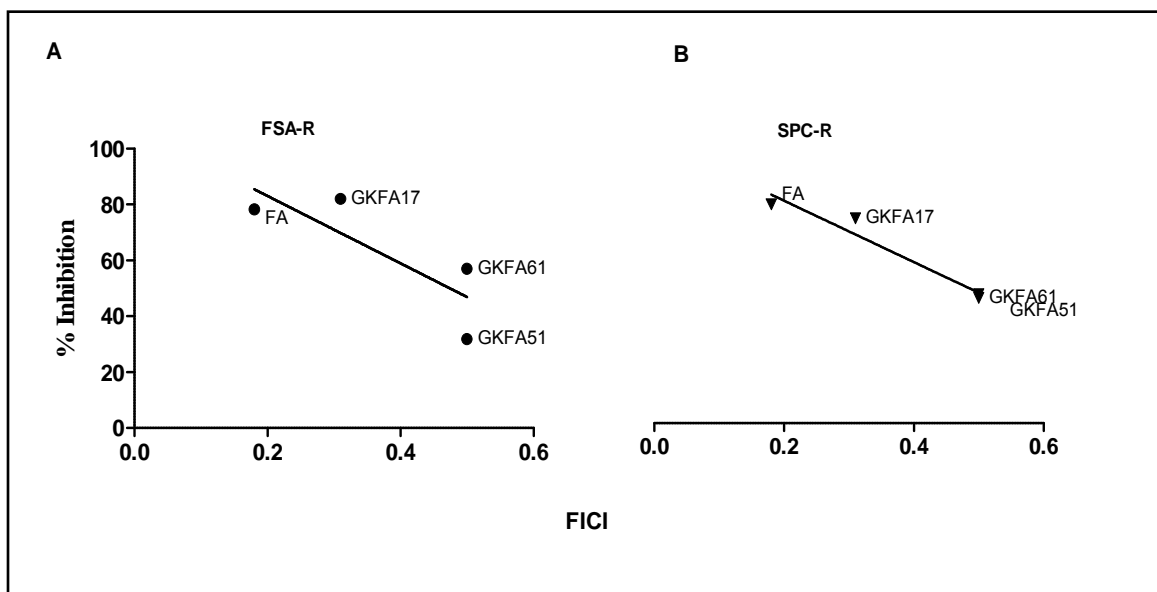 A
B
FSA-R
SPC-R
% Inhibition
100
80
60
40
20
0
FA
GKFA17
GKFA61
GKFA51
0.0 0.2 0.4 0.6
FA
GKFA17
GKFA61
GKFA51
0.0 0.2 0.4 0.6
FICI